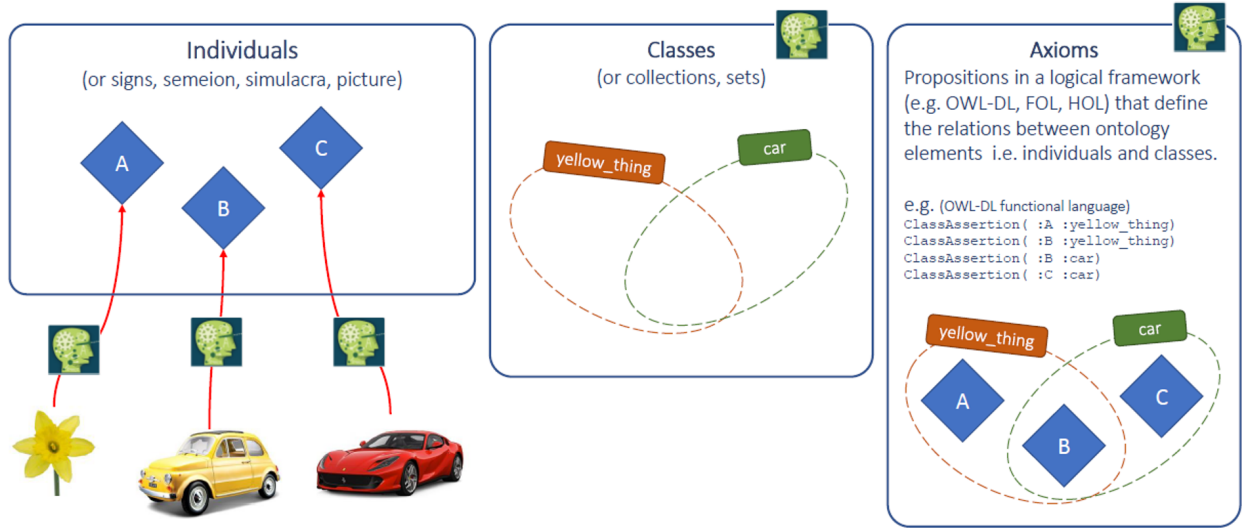 Individuals
(or signs, semeion, simulacra, picture)
A
B
C
Classes
(or collections, sets)
yellow_thing
car
Axioms
Propositions in a logical framework
(e.g. OWL-DL, FOL, HOL) that define
the relations between ontology
elements  i.e. individuals and classes.
e.g. (OWL-DL functional language)
ClassAssertion( :A :yellow_thing)
ClassAssertion( :B :yellow_thing)
ClassAssertion( :B :car)
ClassAssertion( :C :car)
yellow_thing
car
A
B
C